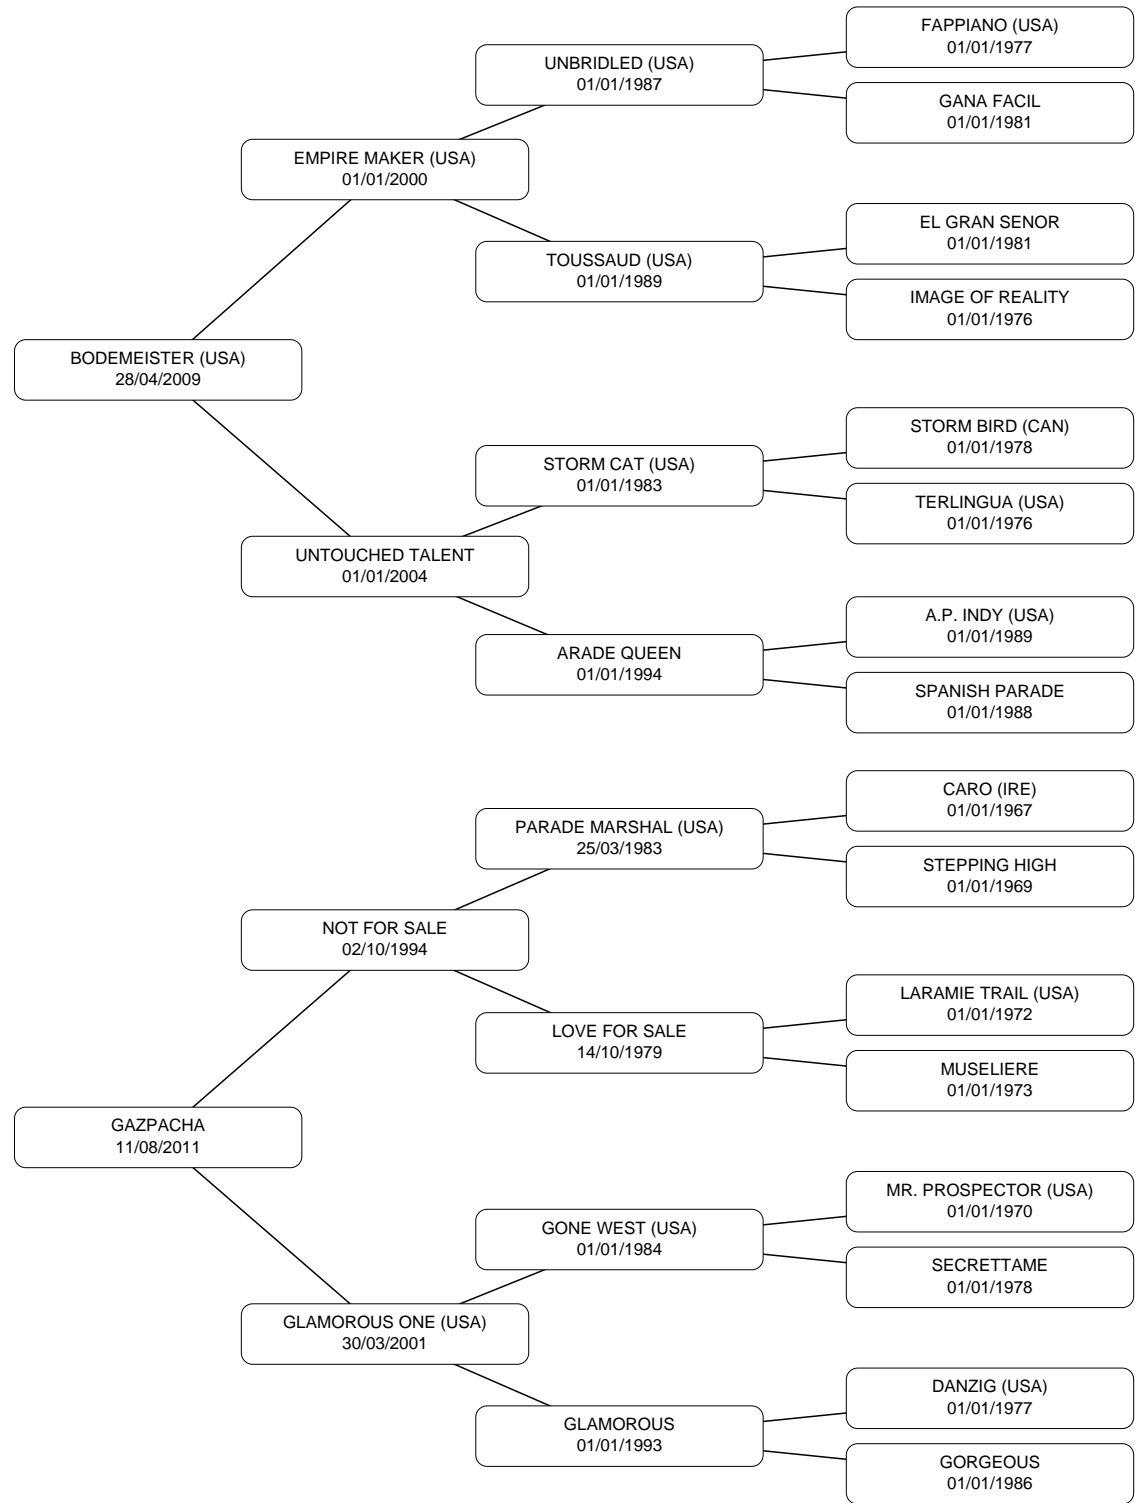 FAPPIANO (USA)
01/01/1977
UNBRIDLED (USA)
01/01/1987
GANA FACIL
01/01/1981
EMPIRE MAKER (USA)
01/01/2000
EL GRAN SENOR
01/01/1981
TOUSSAUD (USA)
01/01/1989
IMAGE OF REALITY
01/01/1976
BODEMEISTER (USA)
28/04/2009
STORM BIRD (CAN)
01/01/1978
STORM CAT (USA)
01/01/1983
TERLINGUA (USA)
01/01/1976
UNTOUCHED TALENT
01/01/2004
A.P. INDY (USA)
01/01/1989
ARADE QUEEN
01/01/1994
SPANISH PARADE
01/01/1988
CARO (IRE)
01/01/1967
PARADE MARSHAL (USA)
25/03/1983
STEPPING HIGH
01/01/1969
NOT FOR SALE
02/10/1994
LARAMIE TRAIL (USA)
01/01/1972
LOVE FOR SALE
14/10/1979
MUSELIERE
01/01/1973
GAZPACHA
11/08/2011
MR. PROSPECTOR (USA)
01/01/1970
GONE WEST (USA)
01/01/1984
SECRETTAME
01/01/1978
GLAMOROUS ONE (USA)
30/03/2001
DANZIG (USA)
01/01/1977
GLAMOROUS
01/01/1993
GORGEOUS
01/01/1986